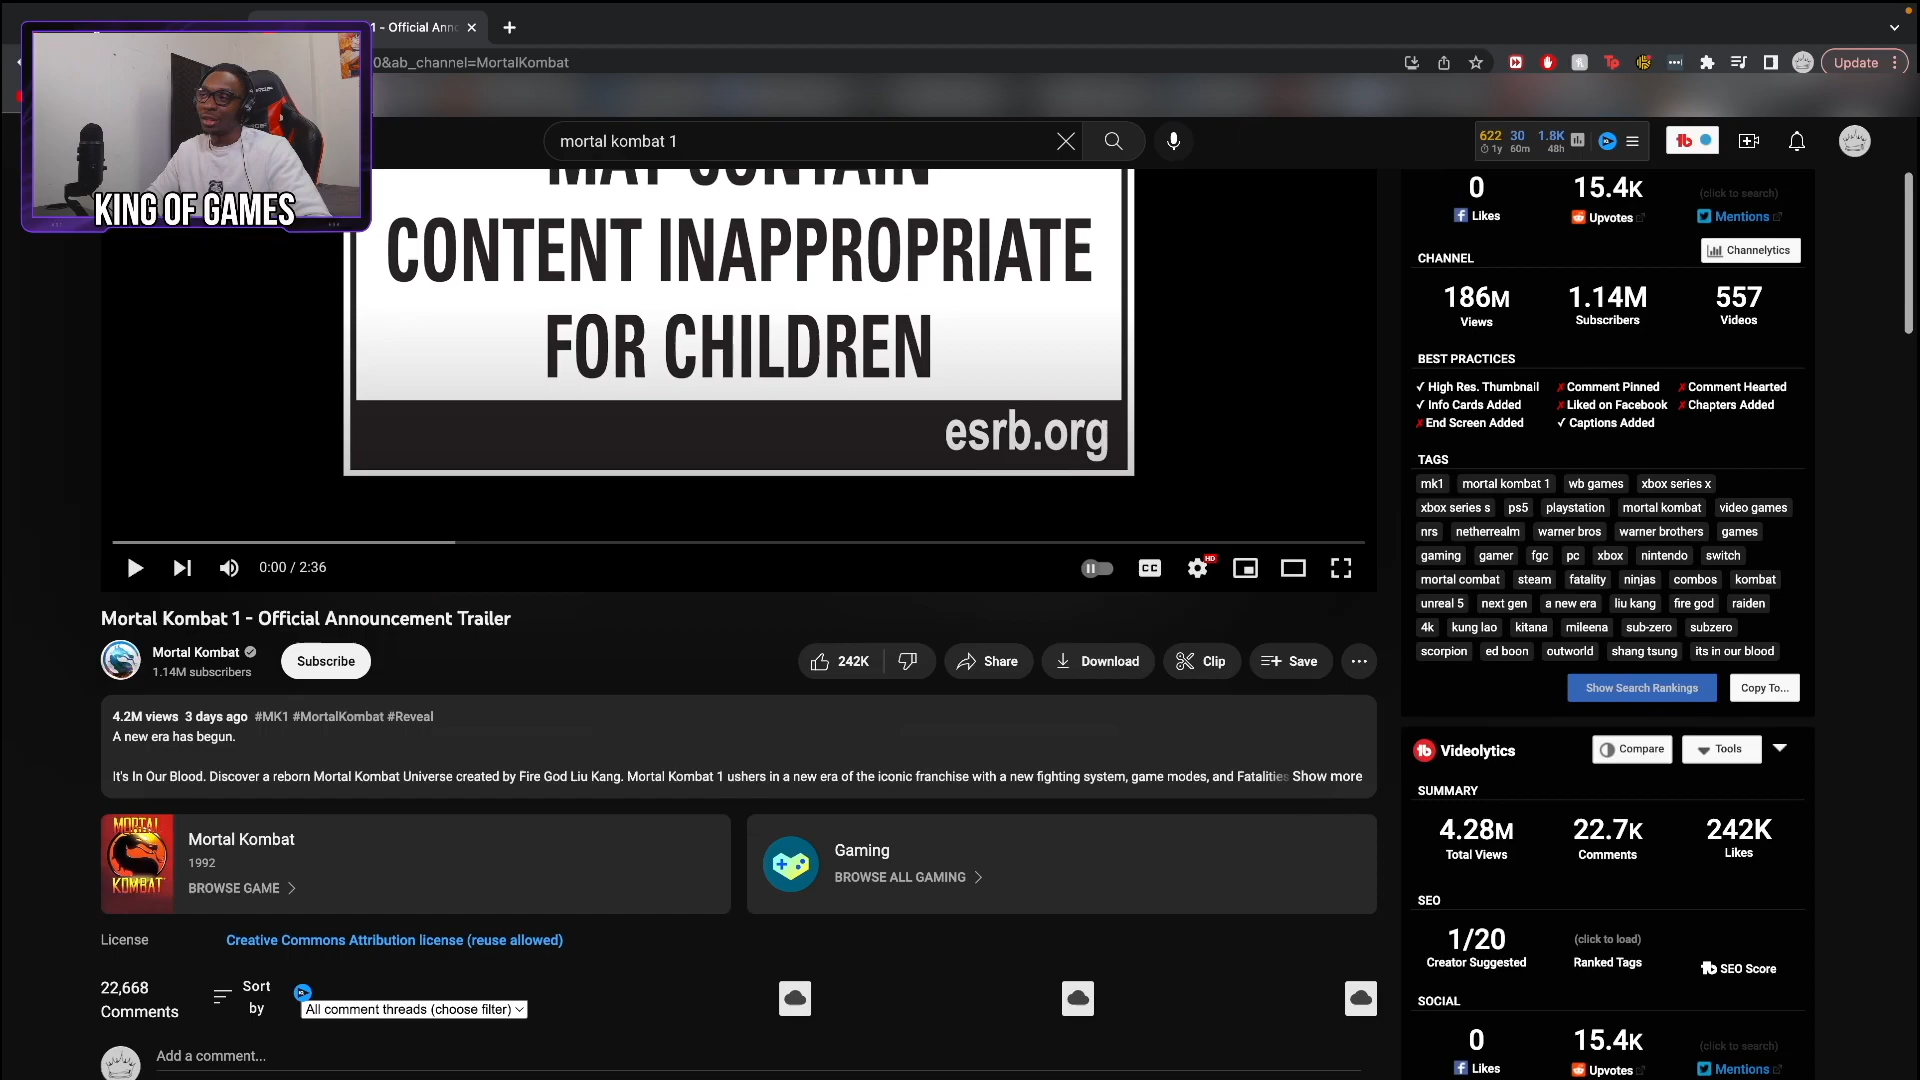 1 - Official Anno
0&ab_channel=MortalKombat
Update
KING OF GAMES
mortal kombat 1
622 30 1.8K
1y 60m 48h
CONTENT INAPPROPRIATE
FOR CHILDREN
esrb.org
0:00 / 2:36
CC
HD
Mortal Kombat 1 - Official Announcement Trailer
Mortal Kombat
1.14M subscribers
Subscribe
242K
Share
Download
Clip
Save
4.2M views 3 days ago #MK1 #MortalKombat #Reveal
A new era has begun.
It's In Our Blood. Discover a reborn Mortal Kombat Universe created by Fire God Liu Kang. Mortal Kombat 1 ushers in a new era of the iconic franchise with a new fighting system, game modes, and Fatalities Show more
MORTAL
KOMBAT
Mortal Kombat
1992
BROWSE GAME
Gaming
BROWSE ALL GAMING
License
Creative Commons Attribution license (reuse allowed)
22,668
Comments
Sort
by
All comment threads (choose filter)
Add a comment...
0 15.4K (click to search)
Likes Upvotes Mentions
CHANNEL
Channelytics
186M 1.14M 557
Views Subscribers Videos
BEST PRACTICES
✓ High Res. Thumbnail ✗ Comment Pinned ✗ Comment Hearted
✓ Info Cards Added ✗ Liked on Facebook ✗ Chapters Added
✗ End Screen Added ✓ Captions Added
TAGS
mk1 mortal kombat 1 wb games xbox series x
xbox series s ps5 playstation mortal kombat video games
nrs netherrealm warner bros warner brothers games
gaming gamer fgc pc xbox nintendo switch
mortal combat steam fatality ninjas combos kombat
unreal 5 next gen a new era liu kang fire god raiden
4k kung lao kitana mileena sub-zero subzero
scorpion ed boon outworld shang tsung its in our blood
Show Search Rankings Copy To...
Videolytics
Compare
Tools
SUMMARY
4.28M 22.7K 242K
Total Views Comments Likes
SEO
1/20 (click to load)
Creator Suggested Ranked Tags SEO Score
SOCIAL
0 15.4K (click to search)
Likes Upvotes Mentions